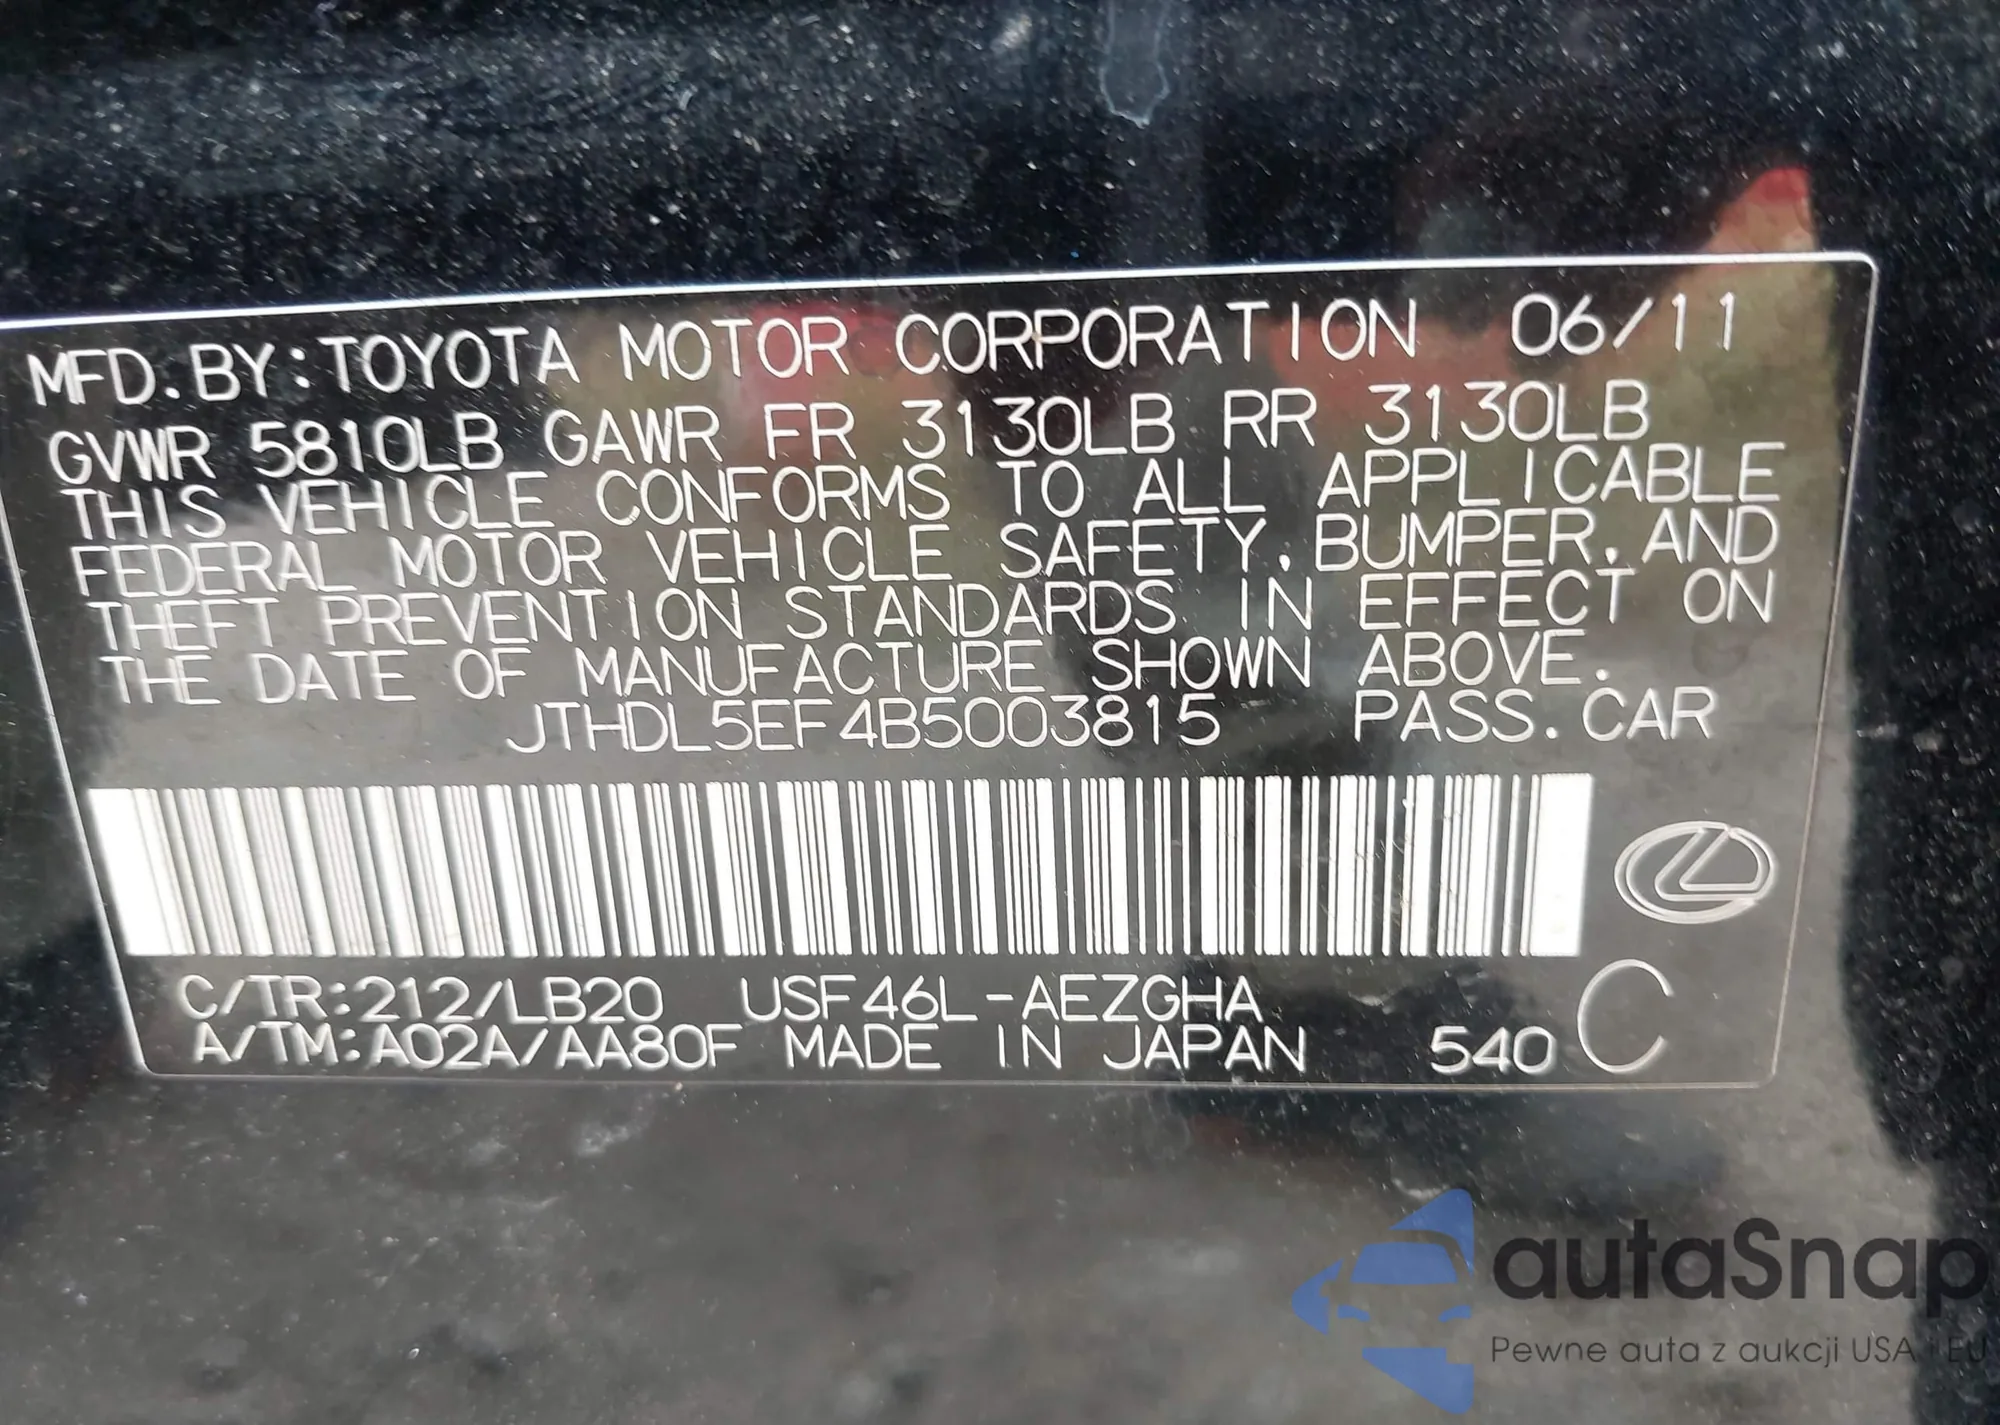 MFD.BY:TOYOTA MOTOR CORPORATION 06/11
GVWR 5810LB GAWR FR 3130LB RR 3130LB
THIS VEHICLE CONFORMS TO ALL APPLICABLE
FEDERAL MOTOR VEHICLE SAFETY, BUMPER, AND
THEFT PREVENTION STANDARDS IN EFFECT ON
THE DATE OF MANUFACTURE SHOWN ABOVE.
JTHDL5EF4B5003815 PASS.CAR
C/TR:212/LB20 USF46L-AEZGHA
A/TM:A02A/AA80F MADE IN JAPAN 540 C
autaSnap
Pewne auta z aukcji USA i EU